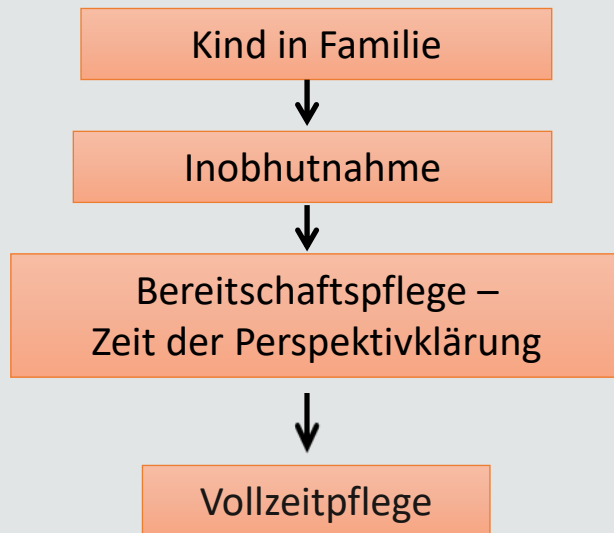 Kind in Familie
Inobhutnahme
Bereitschaftspflege –
Zeit der Perspektivklärung
Vollzeitpflege